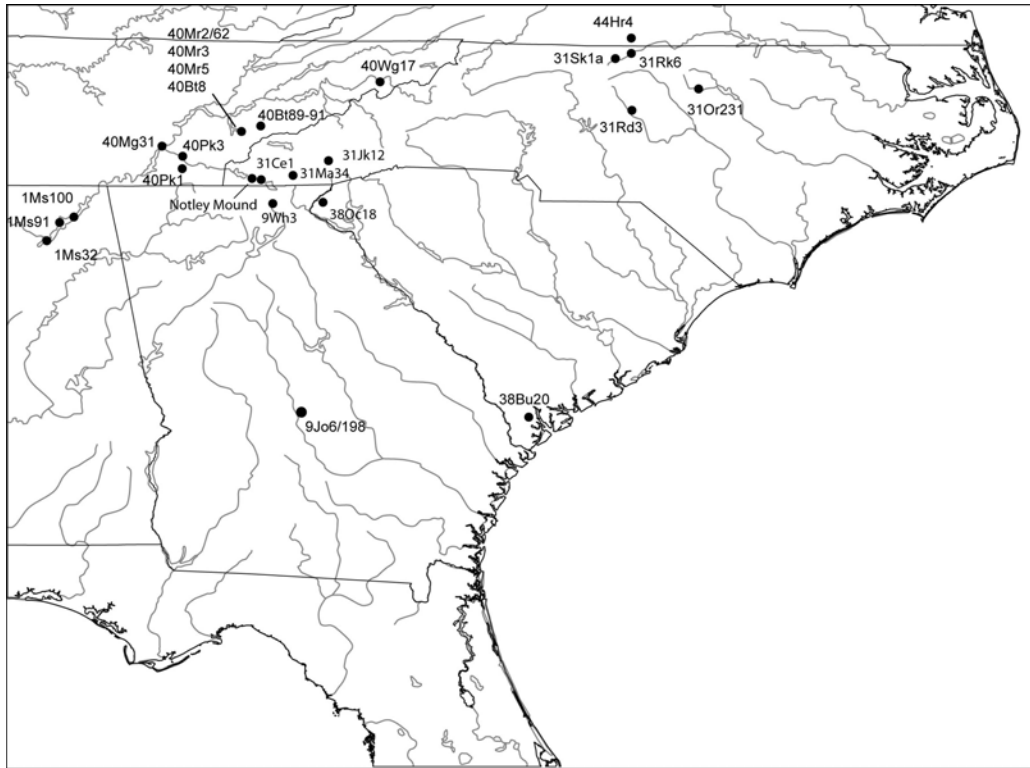 44Hr4
40Mr2/62
40Mr3
40Mr5
40Bt8
31Sk1a
31Rk6
40Wg17
31Or231
40Bt89-91
31Rd3
40Mg31
40Pk3
31Ce1
31Jk12
40Pk1
31Ma34
1Ms100
Notley Mound
9Wh3
38Oc18
1Ms91
1Ms32
38Bu20
9Jo6/198